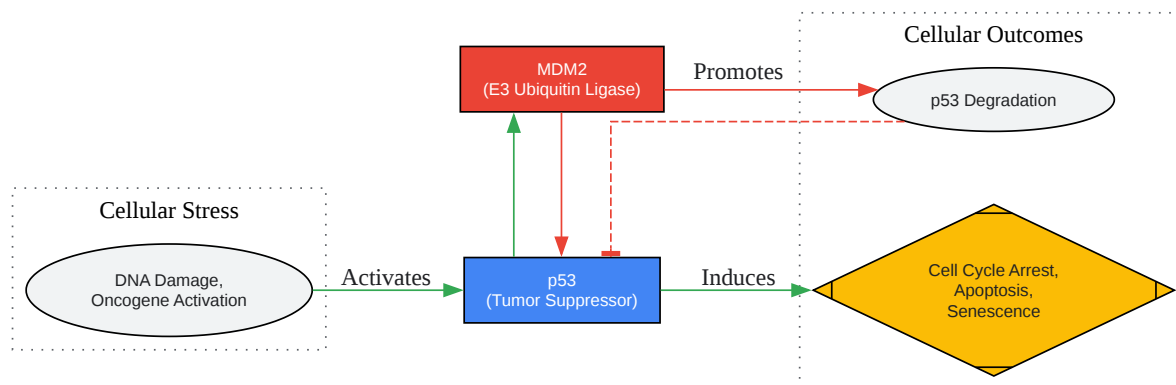 Cellular Outcomes
MDM2
(E3 Ubiquitin Ligase)
Promotes
p53 Degradation
Cellular Stress
DNA Damage,
Oncogene Activation
Activates
p53
(Tumor Suppressor)
Induces
Cell Cycle Arrest,
Apoptosis,
Senescence